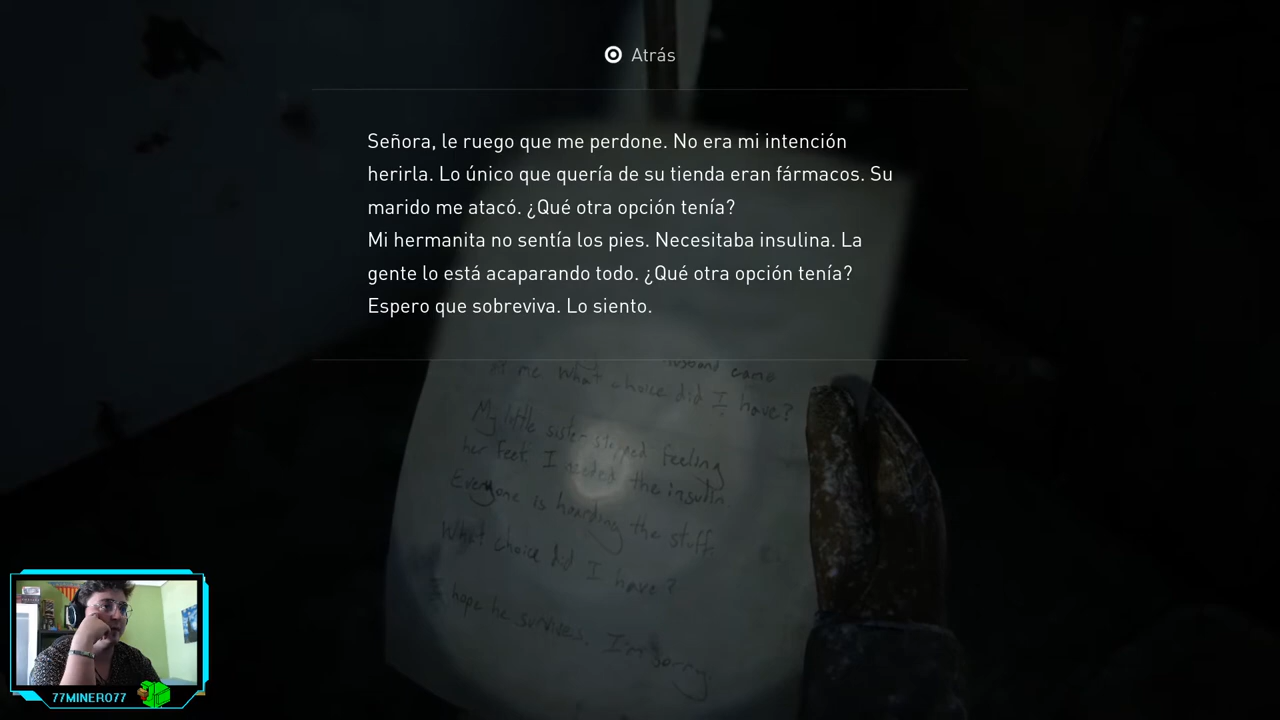 Atrás
Señora, le ruego que me perdone. No era mi intención
herirla. Lo único que quería de su tienda eran fármacos. Su
marido me atacó. ¿Qué otra opción tenía?
Mi hermanita no sentía los pies. Necesitaba insulina. La
gente lo está acaparando todo. ¿Qué otra opción tenía?
Espero que sobreviva. Lo siento.
husband came
at me. What choice did I have?
My little sister stopped feeling
her feet. I needed the insulin.
Everyone is hoarding the stuff.
What choice did I have?
I hope he survives. I'm sorry
77MINERO77